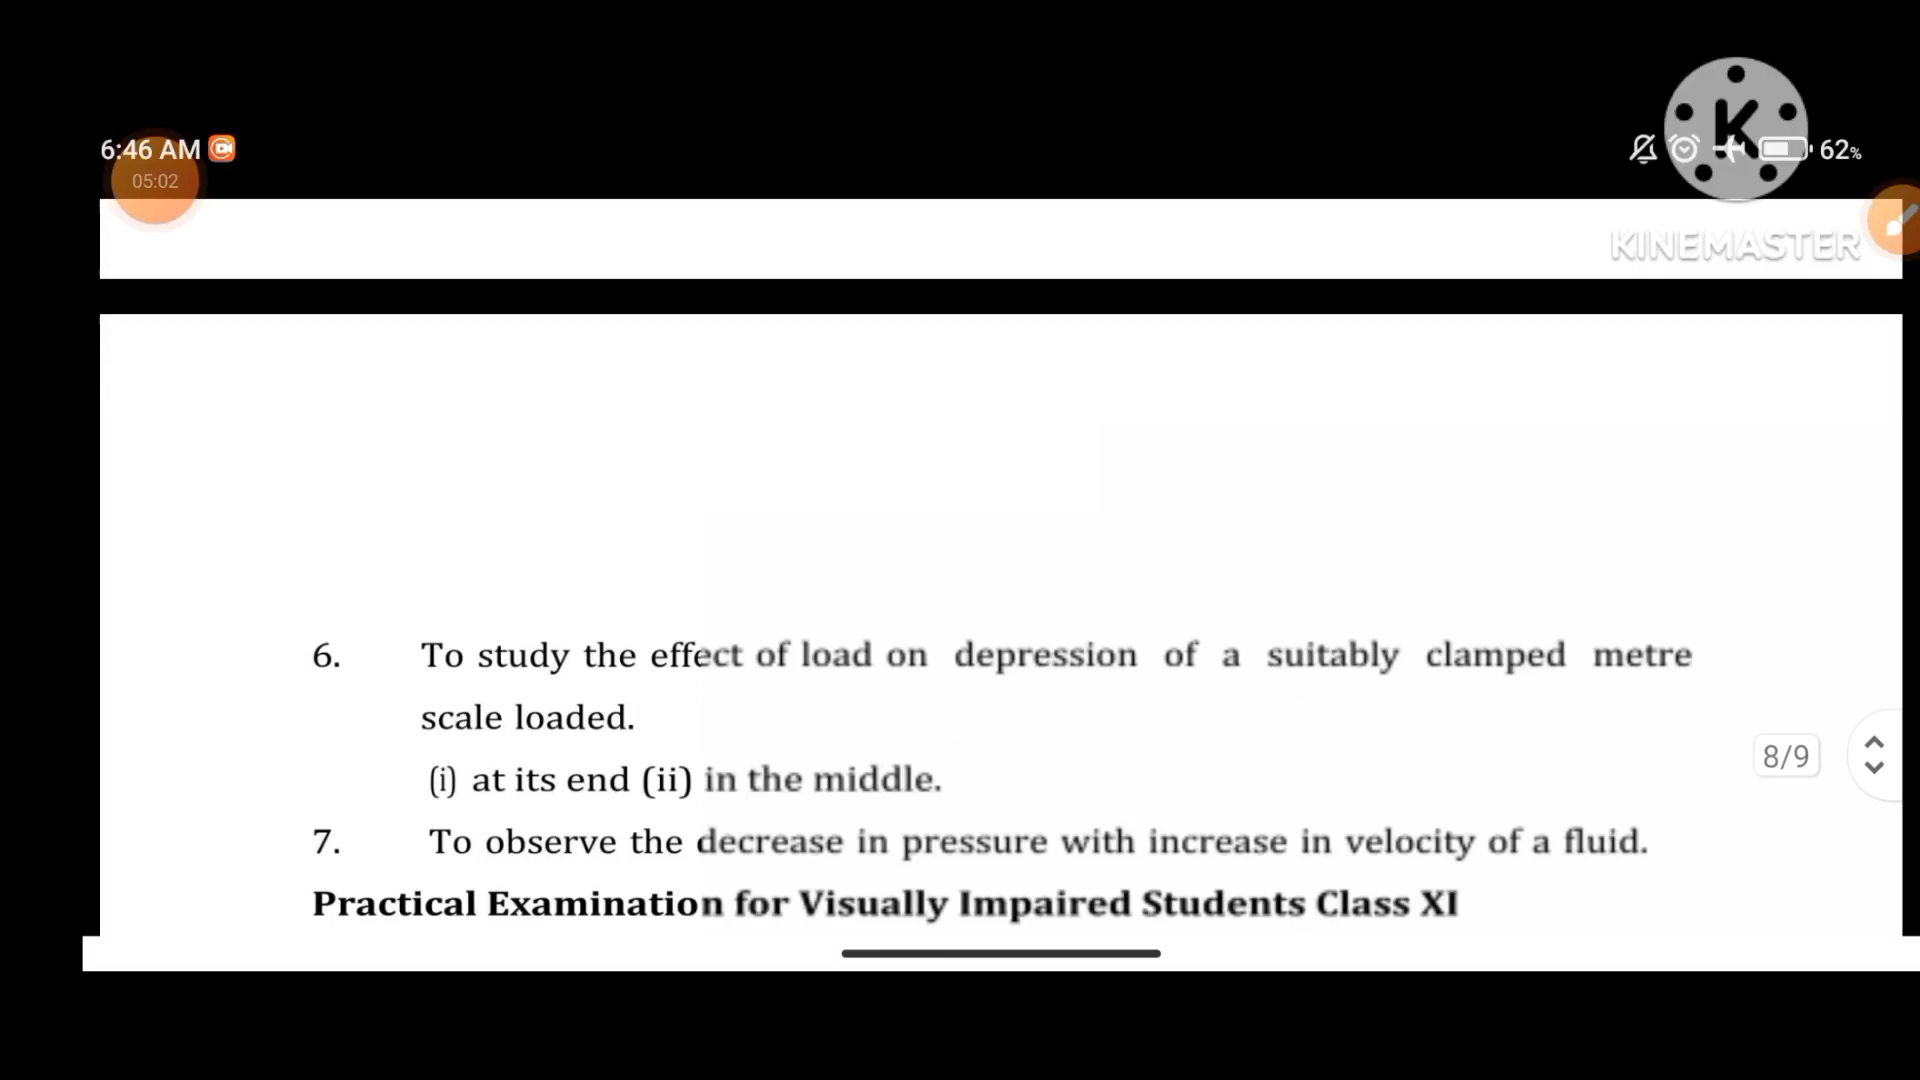 6:46 AM
05:02
62%
K
KINEMASTER
6. To study the effect of load on depression of a suitably clamped metre
scale loaded.
(i) at its end (ii) in the middle.
8/9
7. To observe the decrease in pressure with increase in velocity of a fluid.
Practical Examination for Visually Impaired Students Class XI